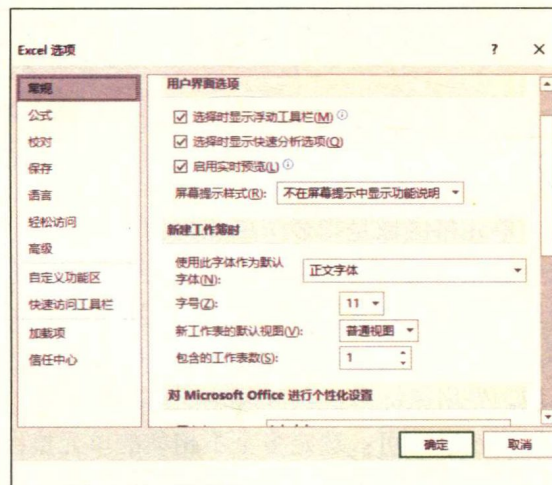 Excel 选项
? ×
常规
公式
校对
保存
语言
轻松访问
高级
自定义功能区
快速访问工具栏
加载项
信任中心
用户界面选项
选择时显示浮动工具栏(M)
选择时显示快速分析选项(Q)
启用实时预览(L)
屏幕提示样式(R): 不在屏幕提示中显示功能说明
新建工作簿时
使用此字体作为默认
字体(N): 正文字体
字号(Z): 11
新工作表的默认视图(V): 普通视图
包含的工作表数(S): 1
对 Microsoft Office 进行个性化设置
确定 取消